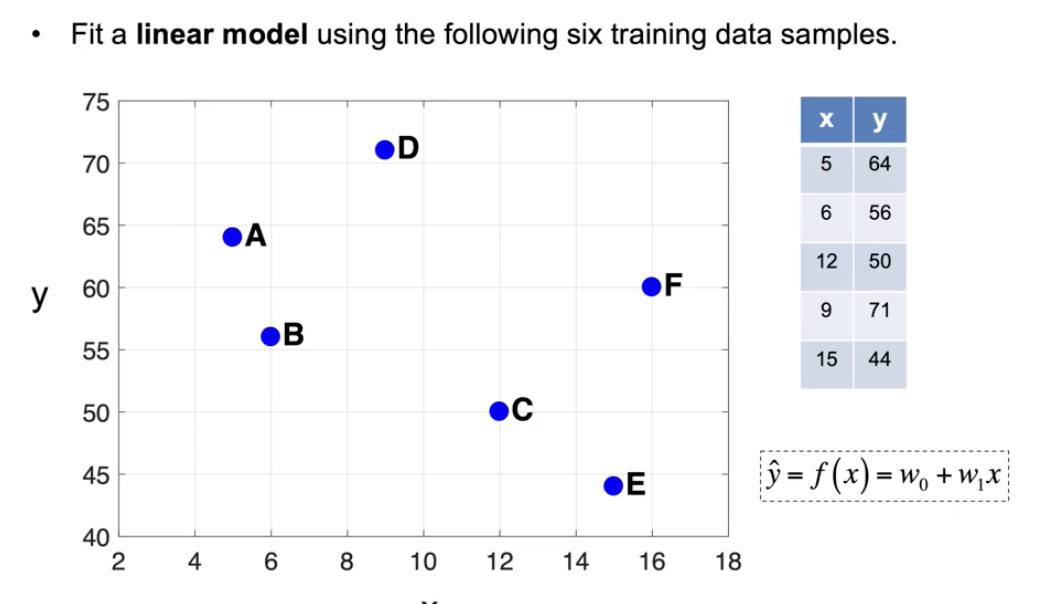 • Fit a linear model using the following six training data samples.
75
70
65
60
55
50
45
40
y
2 4 6 8 10 12 14 16 18
A
B
C
D
E
F
x y
5 64
6 56
12 50
9 71
15 44
ŷ = f(x) = w₀ + w₁x